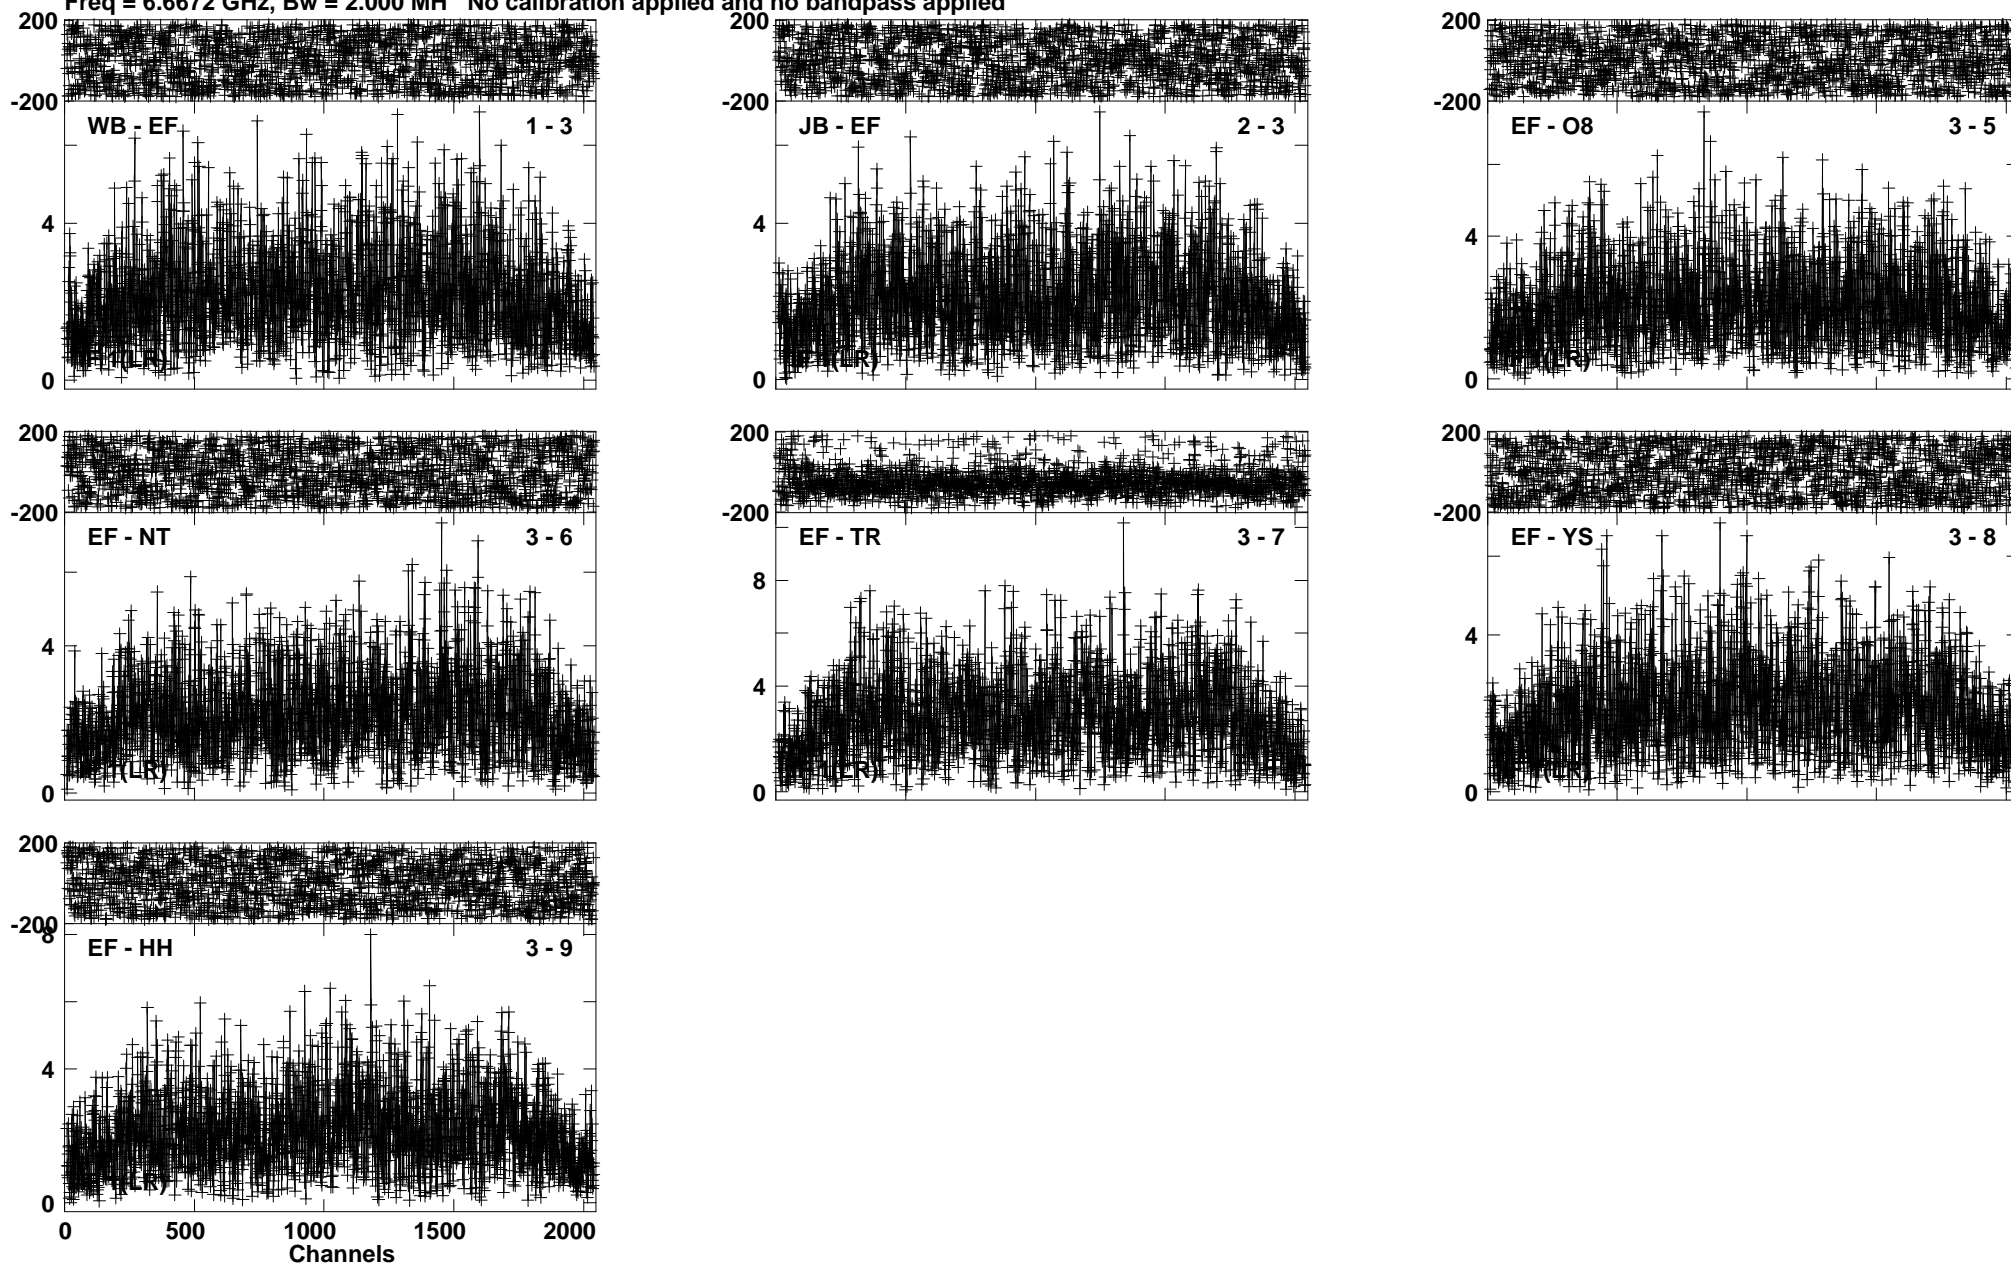 Freq = 6.6672 GHz, Bw = 2.000 MH No calibration applied and no bandpass applied
200
-200
WB - EF 1 - 3
4
0
(LR)
200
-200
JB - EF 2 - 3
4
0
(LR)
200
-200
EF - O8 3 - 5
4
0
(LR)
200
-200
EF - NT 3 - 6
4
0
(LR)
200
-200
EF - TR 3 - 7
8
4
0
(LR)
200
-200
EF - YS 3 - 8
4
0
(LR)
200
-200
8
EF - HH 3 - 9
4
0
(LR)
0 500 1000 1500 2000
Channels